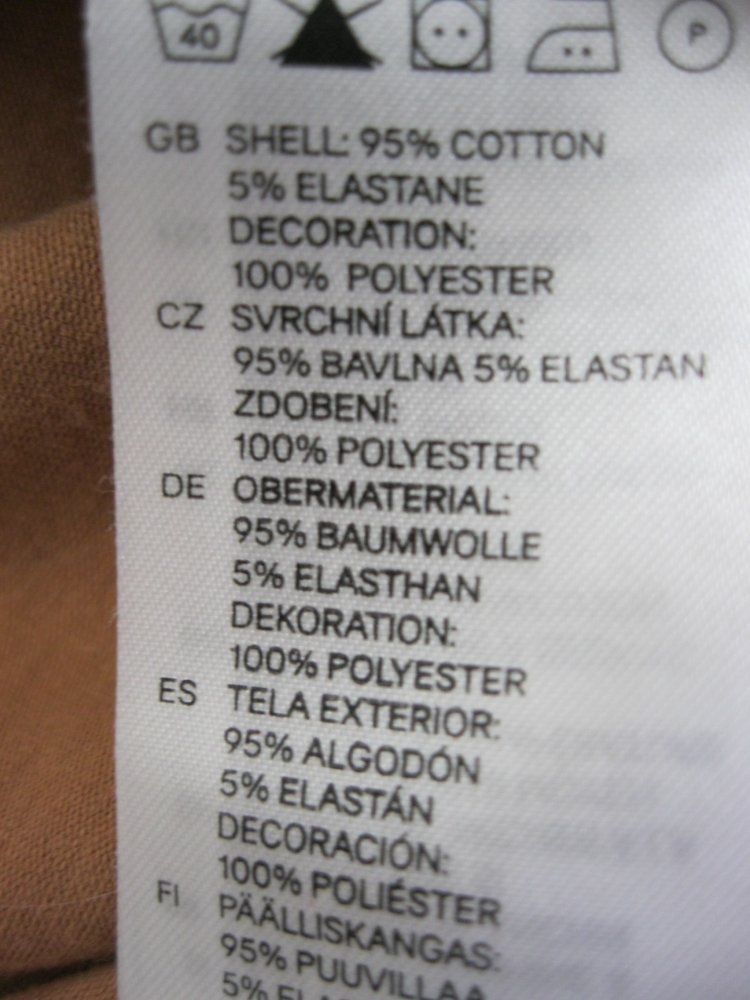 40
P
GB SHELL: 95% COTTON
5% ELASTANE
DECORATION:
100% POLYESTER
CZ SVRCHNÍ LÁTKA:
95% BAVLNA 5% ELASTAN
ZDOBENÍ:
100% POLYESTER
DE OBERMATERIAL:
95% BAUMWOLLE
5% ELASTHAN
DEKORATION:
100% POLYESTER
ES TELA EXTERIOR:
95% ALGODÓN
5% ELASTÁN
DECORACIÓN:
100% POLIÉSTER
FI PÄÄLLISKANGAS:
95% PUUVILLAA
5%